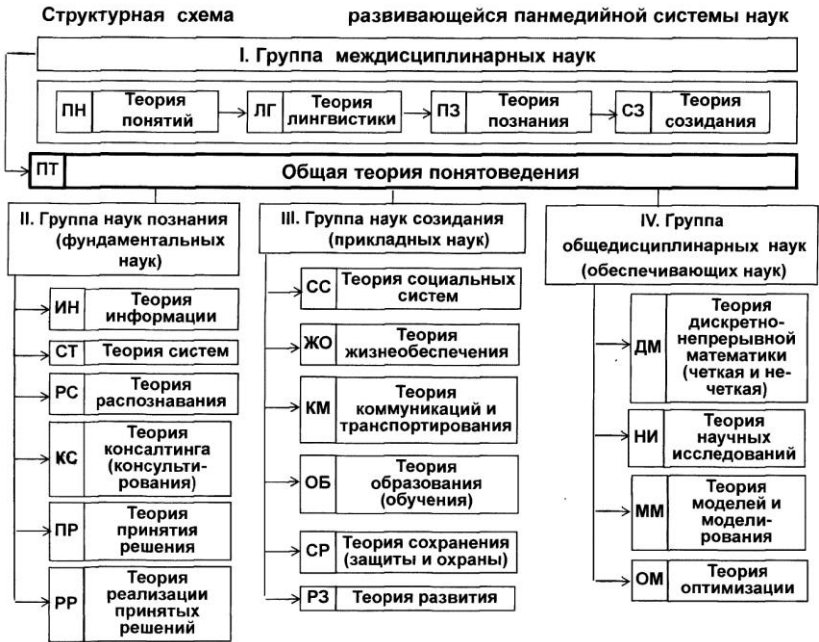 Структурная схема развивающейся панмедийной системы наук
I. Группа междисциплинарных наук
ПН Теория
понятий
ЛГ Теория
лингвистики
ПЗ Теория
познания
СЗ Теория
созидания
ПТ Общая теория понятоведения
II. Группа наук познания
(фундаментальных
наук)
ИН Теория
информации
СТ Теория систем
РС Теория
распознавания
КС Теория
консалтинга
(консульти-
рования)
ПР Теория
принятия
решения
РР Теория
реализации
принятых
решений
III. Группа наук созидания
(прикладных наук)
СС Теория социальных
систем
ЖО Теория
жизнеобеспечения
КМ Теория
коммуникаций и
транспортирования
ОБ Теория
образования
(обучения)
СР Теория сохранения
(защиты и охраны)
РЗ Теория развития
IV. Группа
общедисциплинарных наук
(обеспечивающих наук)
ДМ Теория
дискретно-
непрерывной
математики
(четкая и не-
четкая)
НИ Теория
научных
исследований
ММ Теория
моделей и
модели-
рования
ОМ Теория
оптимизации